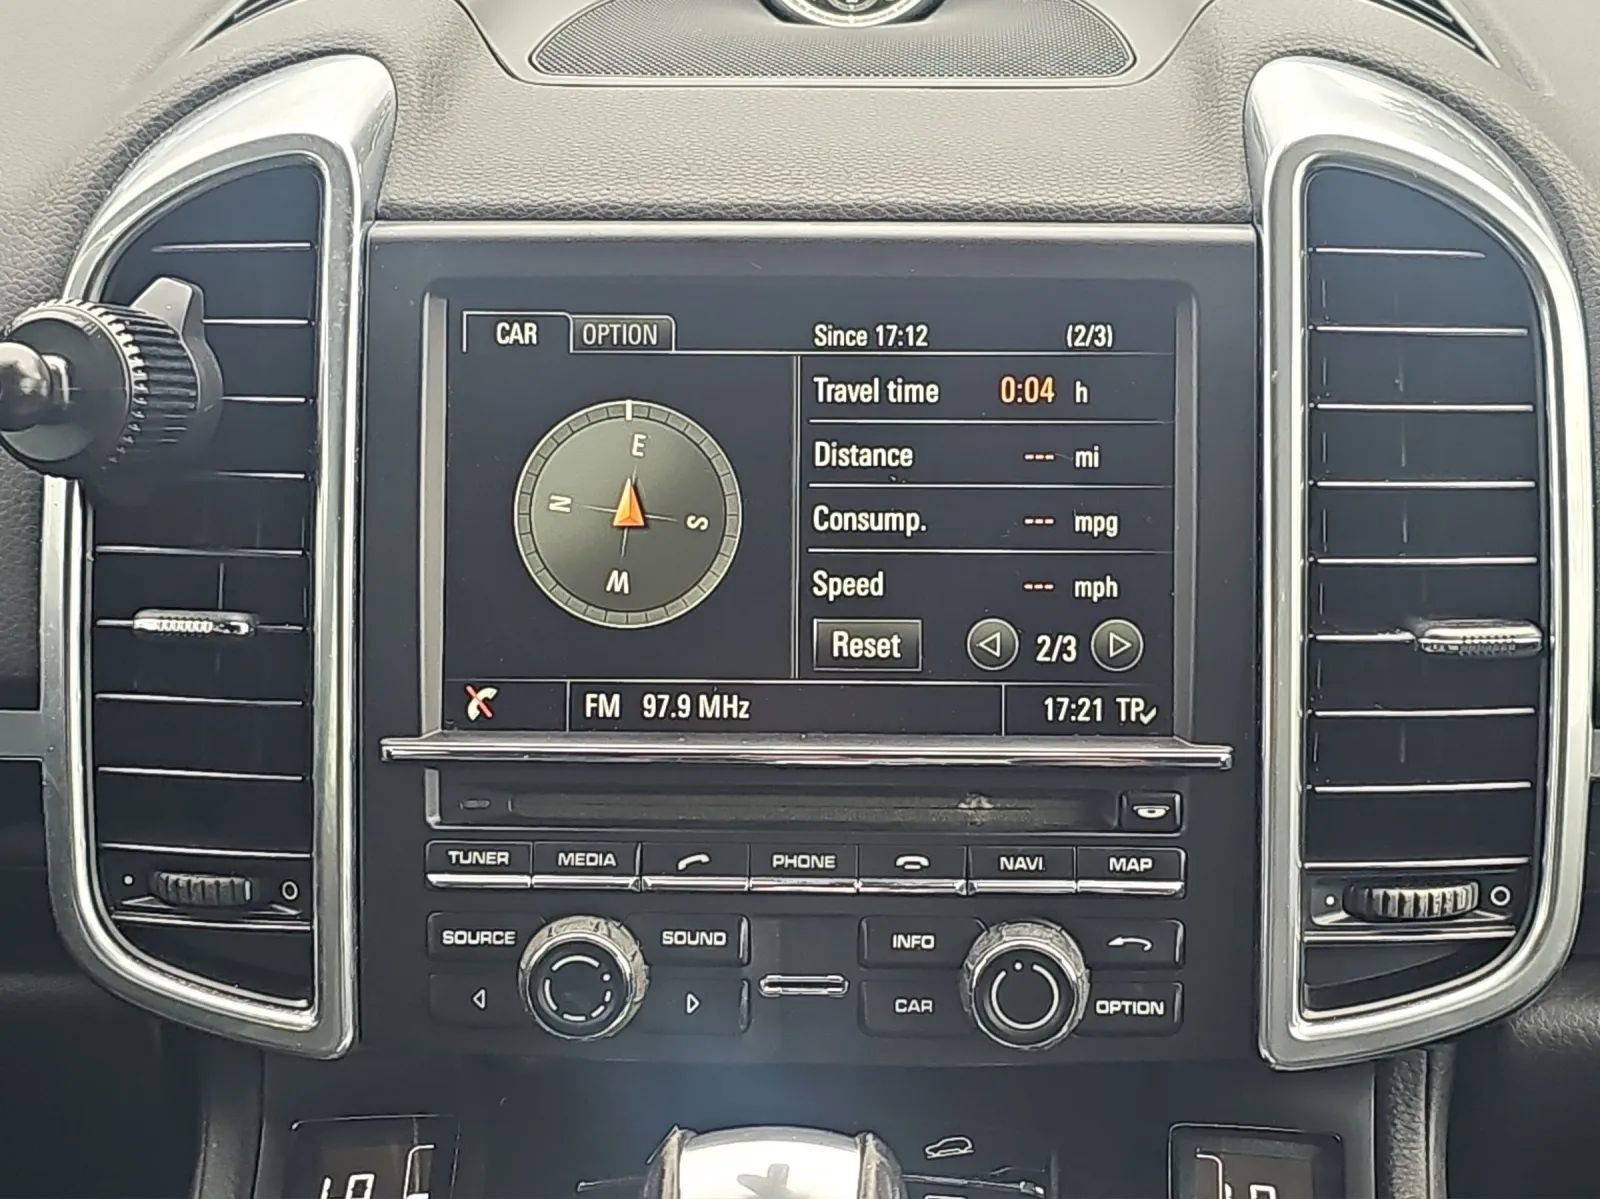 CAR OPTION Since 17:12 (2/3)
Travel time 0:04 h
Distance --- mi
Consump. --- mpg
Speed --- mph
Reset 2/3
E
N S
W
FM 97.9 MHz 17:21 TP
TUNER MEDIA PHONE NAVI MAP
SOURCE SOUND INFO
CAR OPTION